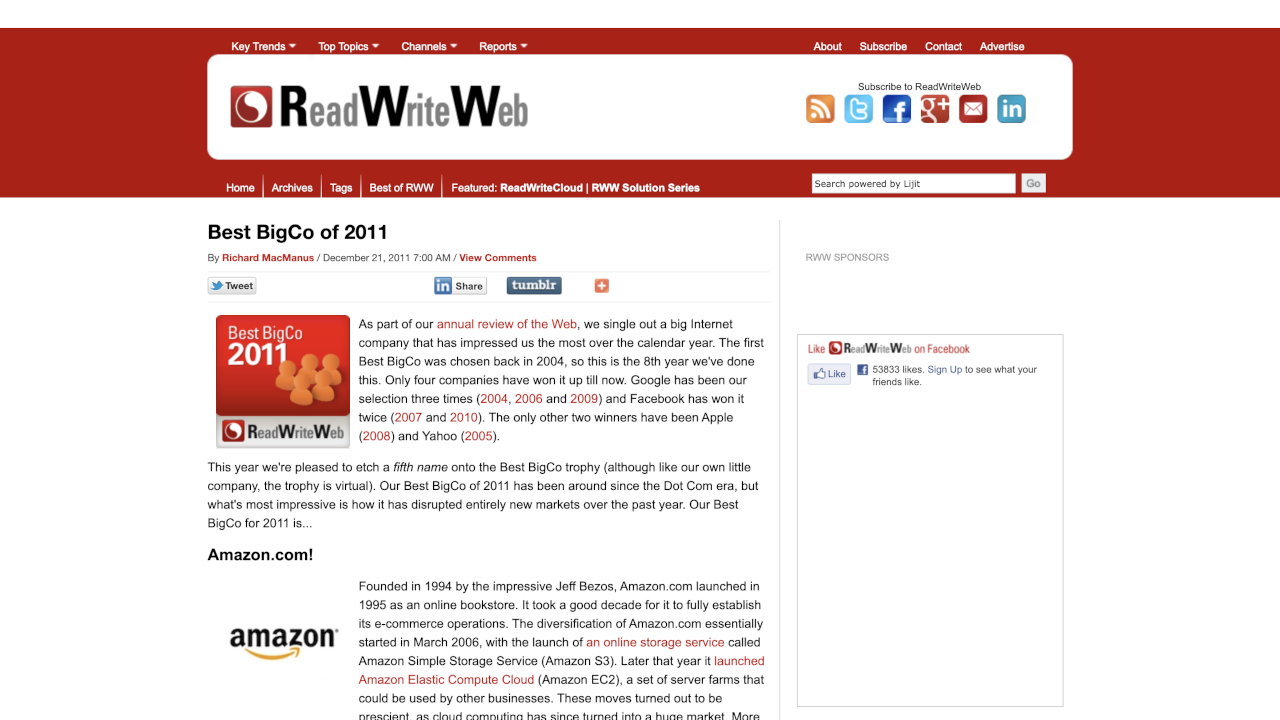 Key Trends Top Topics Channels Reports About Subscribe Contact Advertise
ReadWriteWeb
Subscribe to ReadWriteWeb
Home Archives Tags Best of RWW Featured: ReadWriteCloud | RWW Solution Series
Search powered by Lijit Go
Best BigCo of 2011
By Richard MacManus / December 21, 2011 7:00 AM / View Comments
Tweet
in Share
tumblr
Best BigCo
2011
ReadWriteWeb
As part of our annual review of the Web, we single out a big Internet
company that has impressed us the most over the calendar year. The first
Best BigCo was chosen back in 2004, so this is the 8th year we've done
this. Only four companies have won it up till now. Google has been our
selection three times (2004, 2006 and 2009) and Facebook has won it
twice (2007 and 2010). The only other two winners have been Apple
(2008) and Yahoo (2005).
This year we're pleased to etch a fifth name onto the Best BigCo trophy (although like our own little
company, the trophy is virtual). Our Best BigCo of 2011 has been around since the Dot Com era, but
what's most impressive is how it has disrupted entirely new markets over the past year. Our Best
BigCo for 2011 is...
Amazon.com!
amazon
Founded in 1994 by the impressive Jeff Bezos, Amazon.com launched in
1995 as an online bookstore. It took a good decade for it to fully establish
its e-commerce operations. The diversification of Amazon.com essentially
started in March 2006, with the launch of an online storage service called
Amazon Simple Storage Service (Amazon S3). Later that year it launched
Amazon Elastic Compute Cloud (Amazon EC2), a set of server farms that
could be used by other businesses. These moves turned out to be
prescient, as cloud computing has since turned into a huge market. More
RWW SPONSORS
Like ReadWriteWeb on Facebook
Like
53833 likes. Sign Up to see what your
friends like.